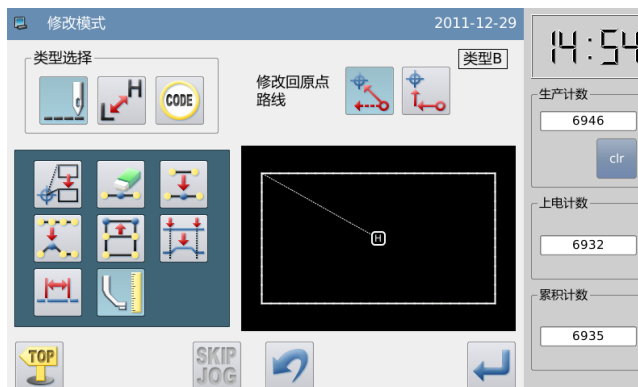 修改模式
2011-12-29
14:54
类型选择
L H
CODE
修改回原点
路线
类型B
生产计数
6946
clr
上电计数
6932
累积计数
6935
H
TOP
SKIP
JOG